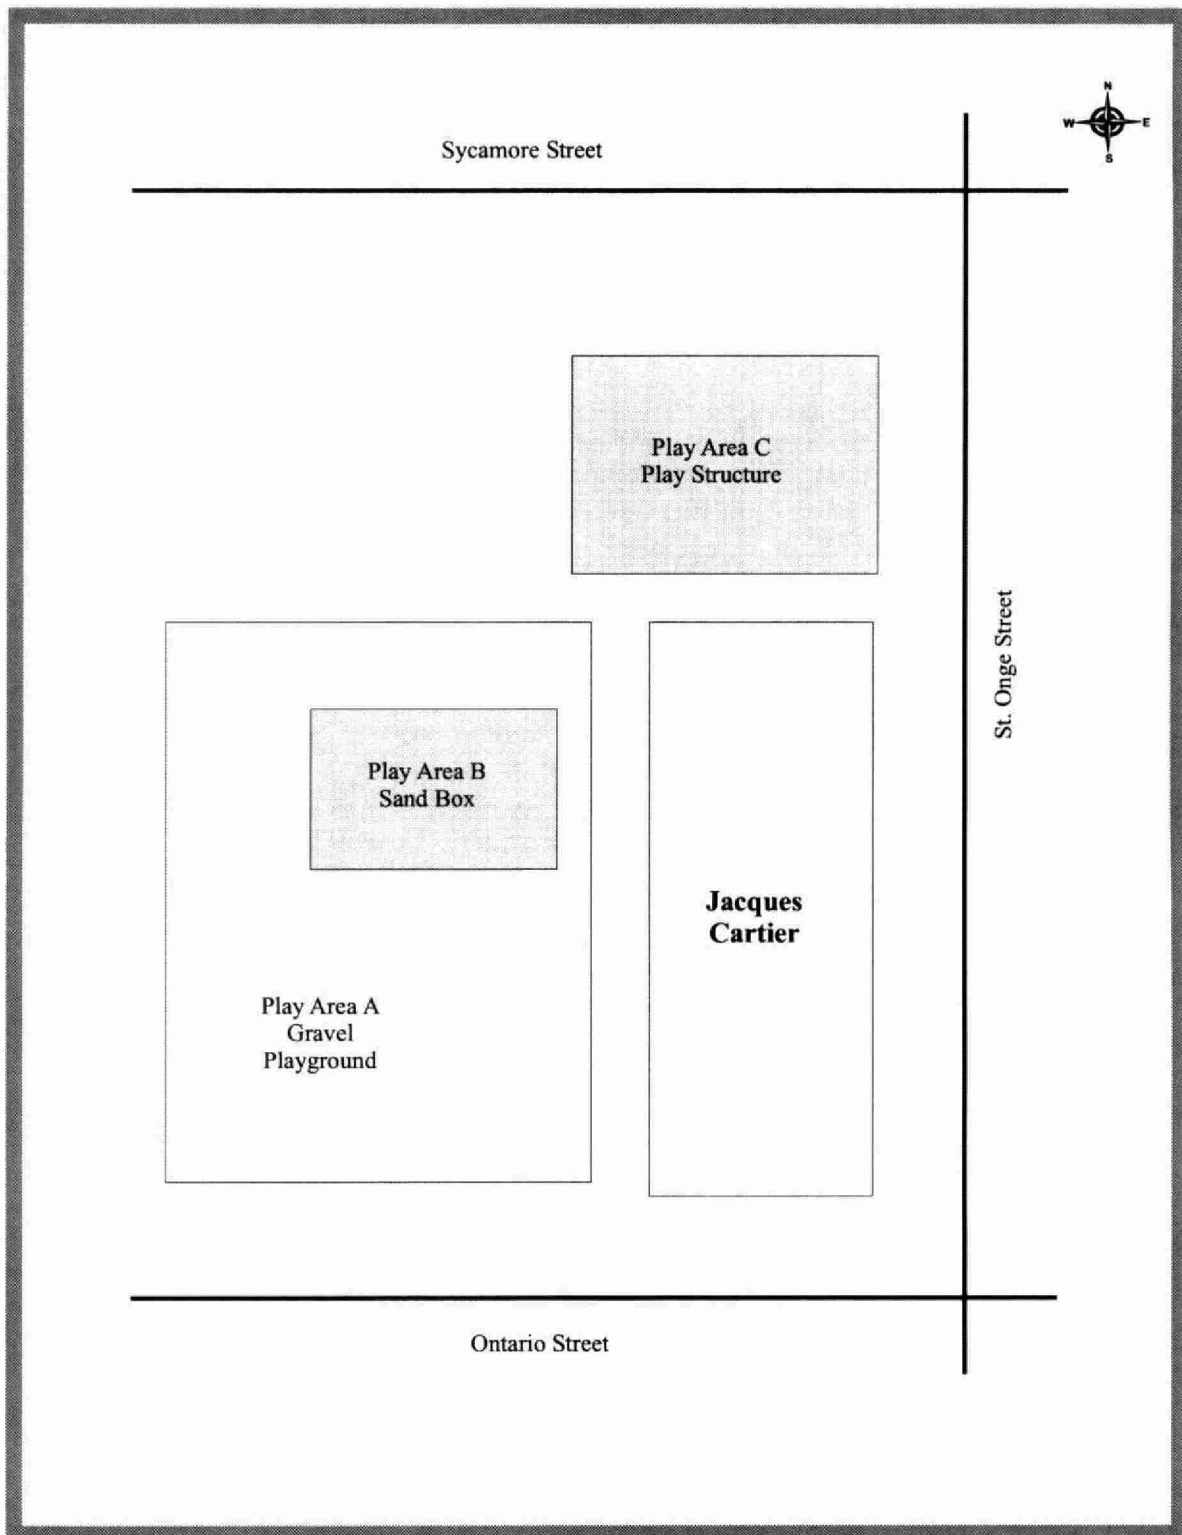 N
W E
S
Sycamore Street
Play Area C
Play Structure
St. Onge Street
Play Area B
Sand Box
Jacques
Cartier
Play Area A
Gravel
Playground
Ontario Street